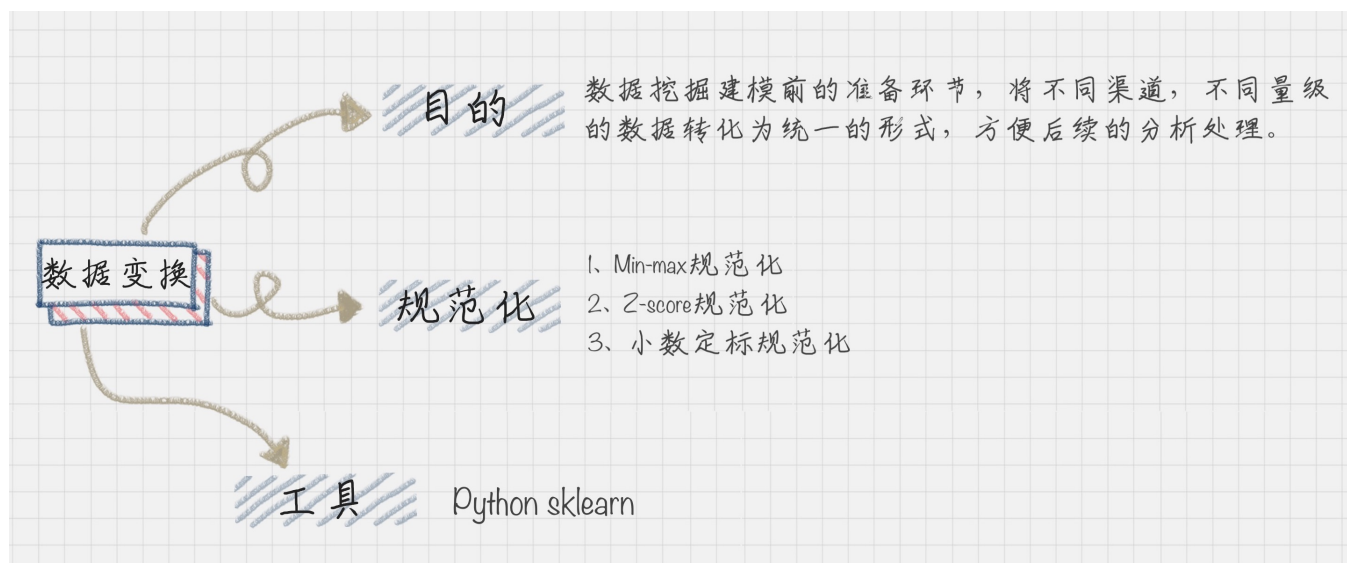 目的
数据挖掘建模前的准备环节，将不同渠道，不同量级
的数据转化为统一的形式，方便后续的分析处理。
数据变换
规范化
1、Min-max规范化
2、Z-score规范化
3、小数定标规范化
工具
Python sklearn